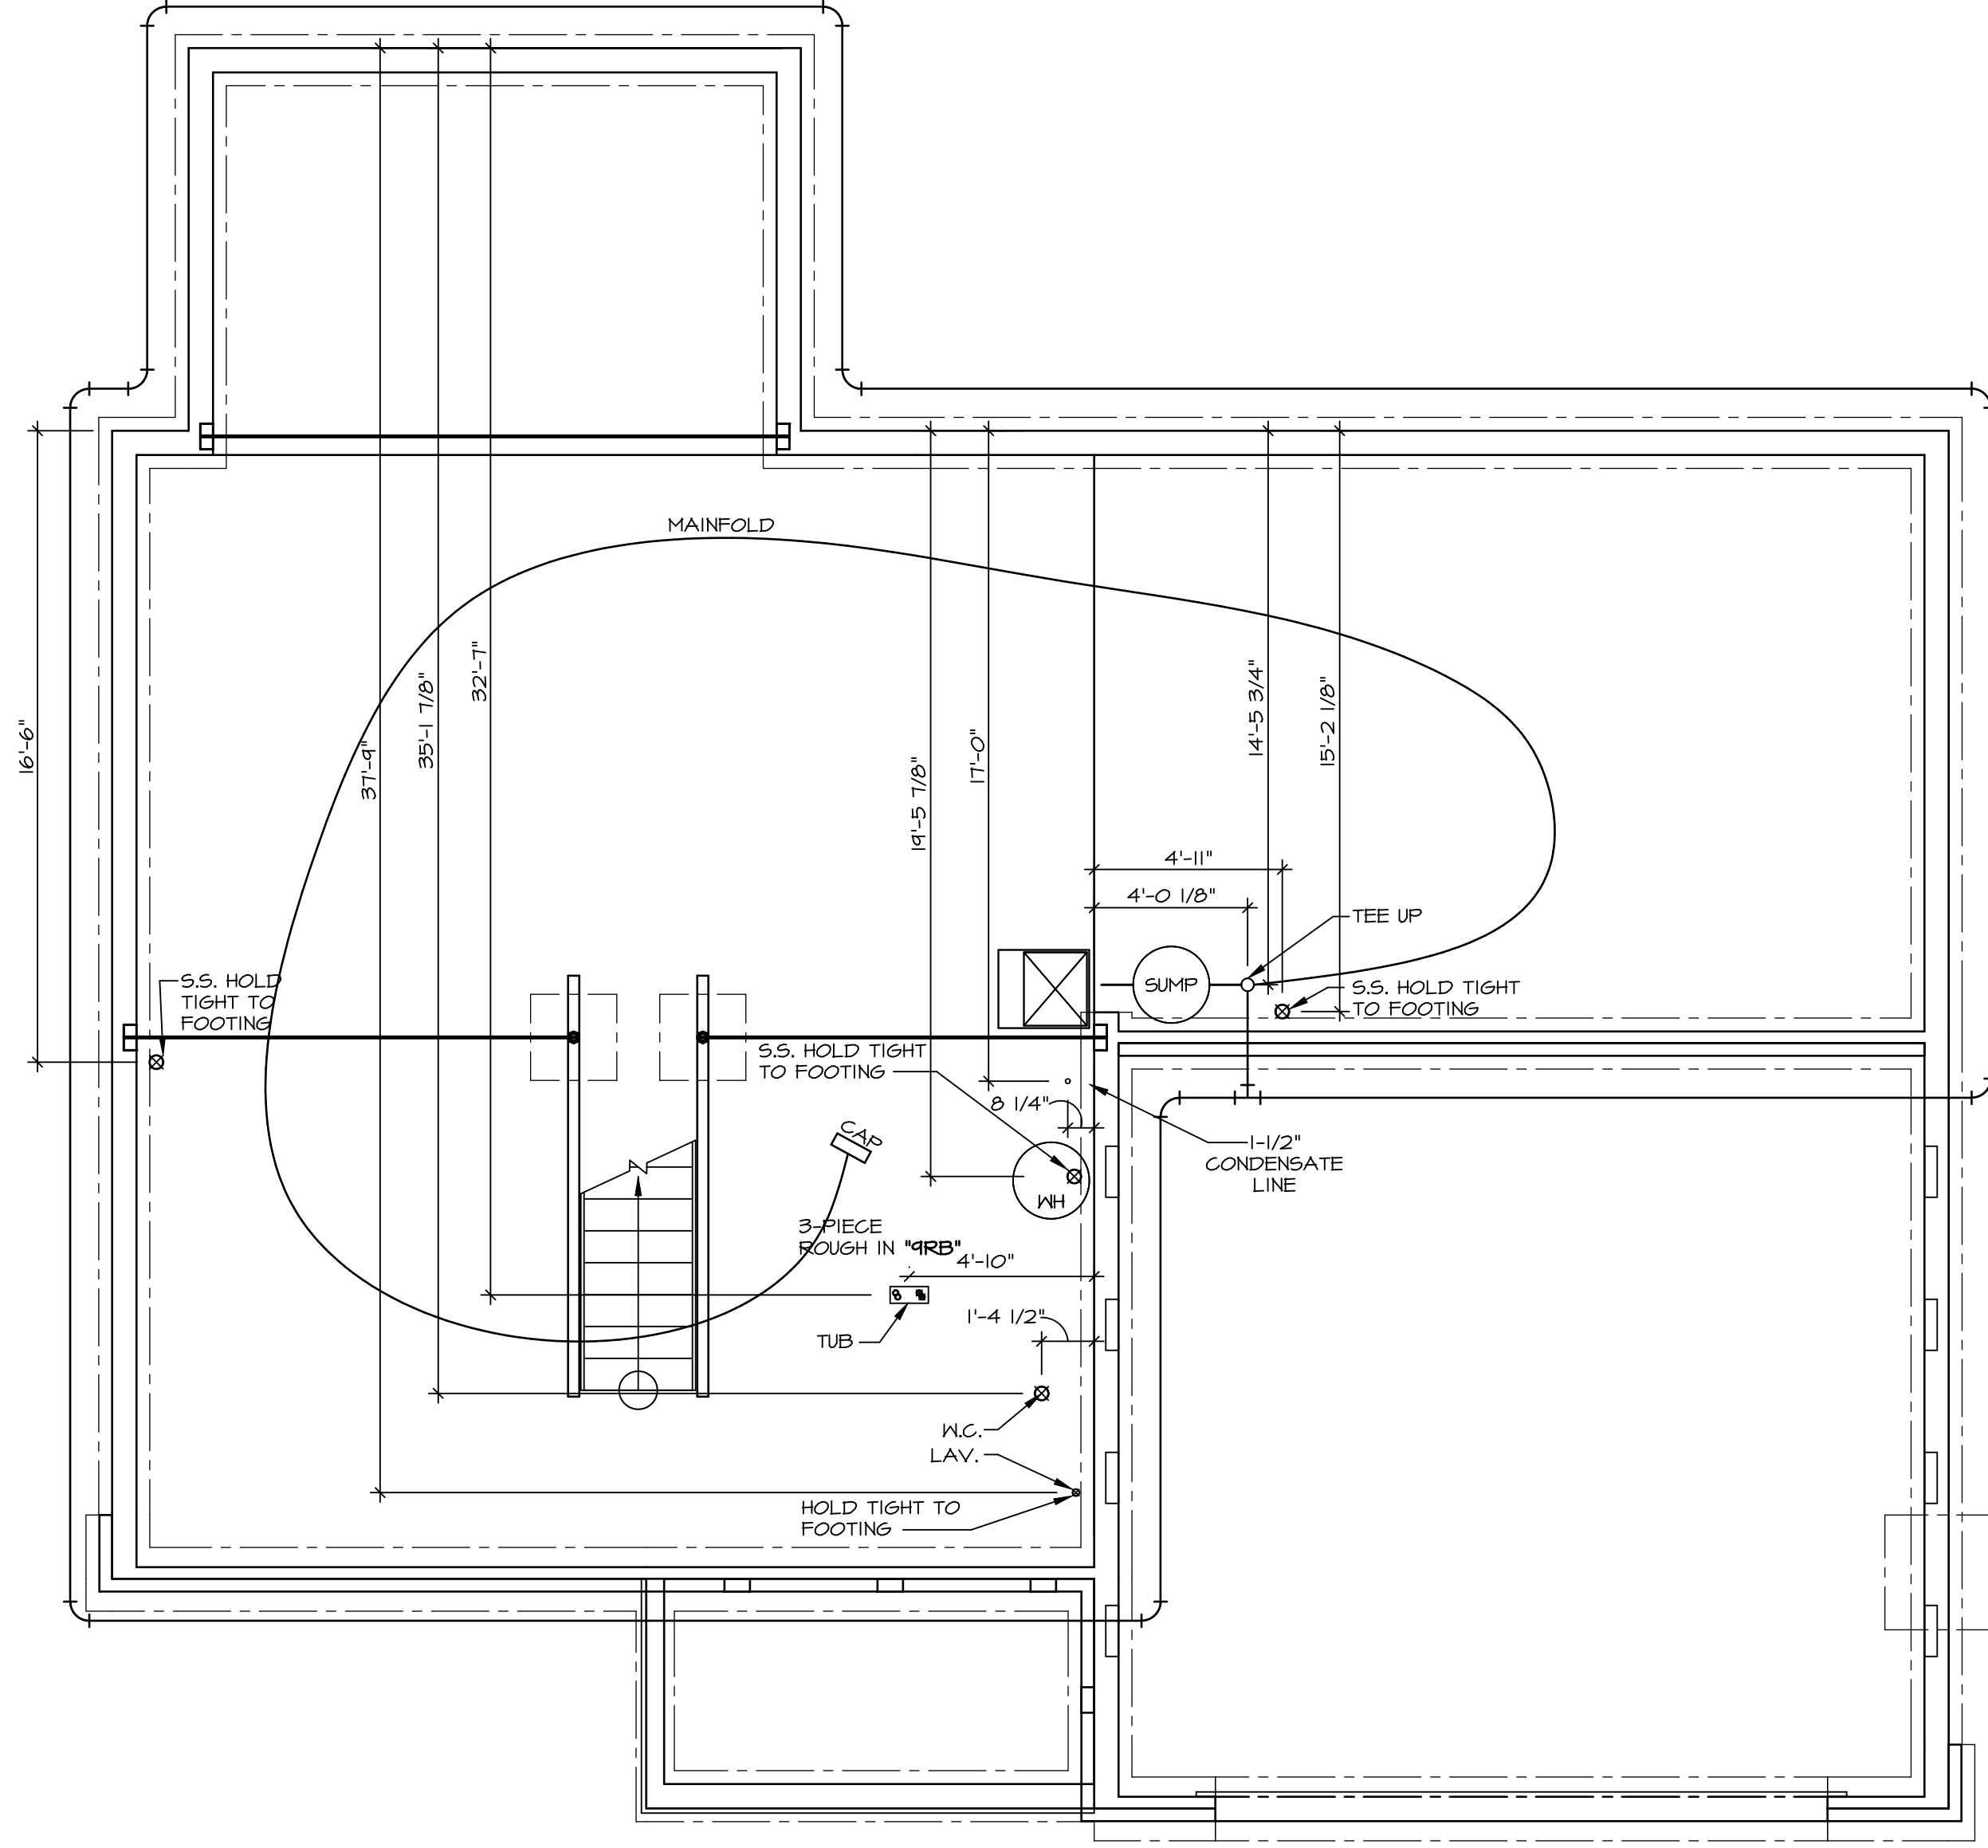 MAINFOLD
32'-7"
35'-1 7/8"
37'-9"
16'-6"
14'-5 3/4"
15'-2 1/8"
17'-0"
19'-5 7/8"
4'-11"
4'-0 1/8"
TEE UP
S.S. HOLD
TIGHT TO
FOOTING
SUMP
S.S. HOLD TIGHT
TO FOOTING
S.S. HOLD TIGHT
TO FOOTING
8 1/4"
CAP
1-1/2"
CONDENSATE
LINE
WH
3-PIECE
ROUGH IN "9RB"
4'-10"
1'-4 1/2"
TUB
W.C.
LAV.
HOLD TIGHT TO
FOOTING